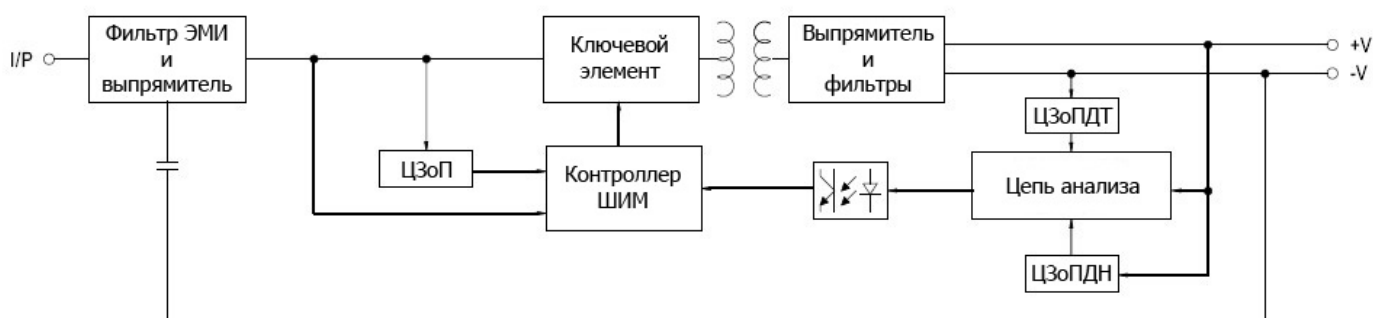 I/P
Фильтр ЭМИ
и
выпрямитель
Ключевой
элемент
Выпрямитель
и
фильтры
+V
-V
ЦЗоПДТ
ЦЗоП
Контроллер
ШИМ
Цепь анализа
ЦЗоПДН